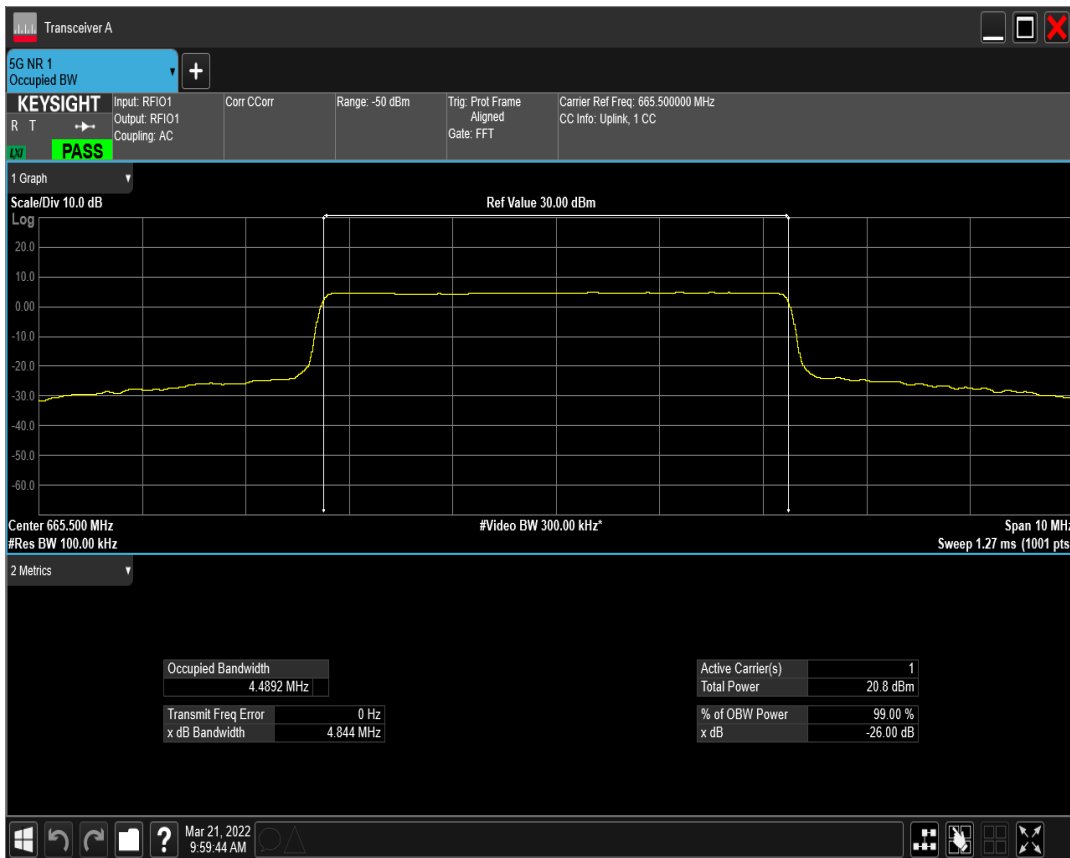 Transceiver A
5G NR 1
Occupied BW
+
KEYSIGHT
R T
LXI
PASS
Input: RFIO1
Output: RFIO1
Coupling: AC
Corr CCorr
Range: -50 dBm
Trig: Prot Frame
Aligned
Gate: FFT
Carrier Ref Freq: 665.500000 MHz
CC Info: Uplink, 1 CC
1 Graph
Scale/Div 10.0 dB
Ref Value 30.00 dBm
Log
20.0
10.0
0.00
-10.0
-20.0
-30.0
-40.0
-50.0
-60.0
Center 665.500 MHz
#Video BW 300.00 kHz*
Span 10 MHz
#Res BW 100.00 kHz
Sweep 1.27 ms (1001 pts
2 Metrics
Occupied Bandwidth
4.4892 MHz
Transmit Freq Error 0 Hz
x dB Bandwidth 4.844 MHz
Active Carrier(s) 1
Total Power 20.8 dBm
% of OBW Power 99.00 %
x dB -26.00 dB
?
Mar 21, 2022
9:59:44 AM